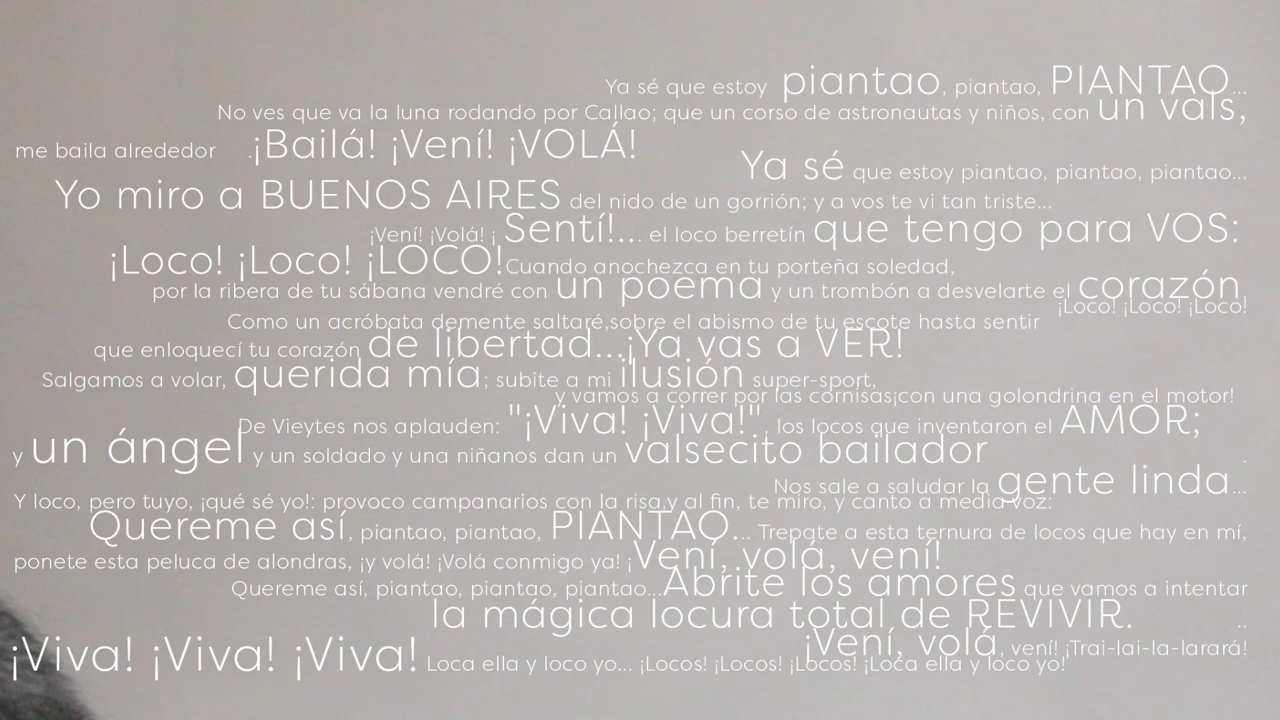 Ya sé que estoy piantao, piantao, PIANTAO...
No ves que va la luna rodando por Callao; que un corso de astronautas y niños, con un vals,
me baila alrededor .¡Bailá! ¡Vení! ¡VOLÁ!
Ya sé que estoy piantao, piantao, piantao...
Yo miro a BUENOS AIRES del nido de un gorrión; y a vos te vi tan triste...
¡Vení! ¡Volá! ¡ Sentí!... el loco berretín que tengo para VOS:
¡Loco! ¡Loco! ¡LOCO!Cuando anochezca en tu porteña soledad,
por la ribera de tu sábana vendré con un poema y un trombón a desvelarte el corazón
¡Loco! ¡Loco! ¡Loco!
Como un acróbata demente saltaré,sobre el abismo de tu escote hasta sentir
que enloquecí tu corazón de libertad...¡Ya vas a VER!
Salgamos a volar, querida mía; subite a mi ilusión super-sport,
y vamos a correr por las cornisas¡con una golondrina en el motor!
De Vieytes nos aplauden: "¡Viva! ¡Viva!", los locos que inventaron el AMOR;
y un ángel y un soldado y una niñanos dan un valsecito bailador .
Nos sale a saludar la gente linda...
Y loco, pero tuyo, ¡qué sé yo!: provoco campanarios con la risa,y al fin, te miro, y canto a media voz:
Quereme así, piantao, piantao, PIANTAO... Trepate a esta ternura de locos que hay en mí,
ponete esta peluca de alondras, ¡y volá! ¡Volá conmigo ya! ¡Vení, volá, vení!
Quereme así, piantao, piantao, piantao...Abrite los amores que vamos a intentar
la mágica locura total de REVIVIR. ..
¡Vení, volá, vení! ¡Trai-lai-la-larará!
¡Viva! ¡Viva! ¡Viva! Loca ella y loco yo... ¡Locos! ¡Locos! ¡Locos! ¡Loca ella y loco yo!